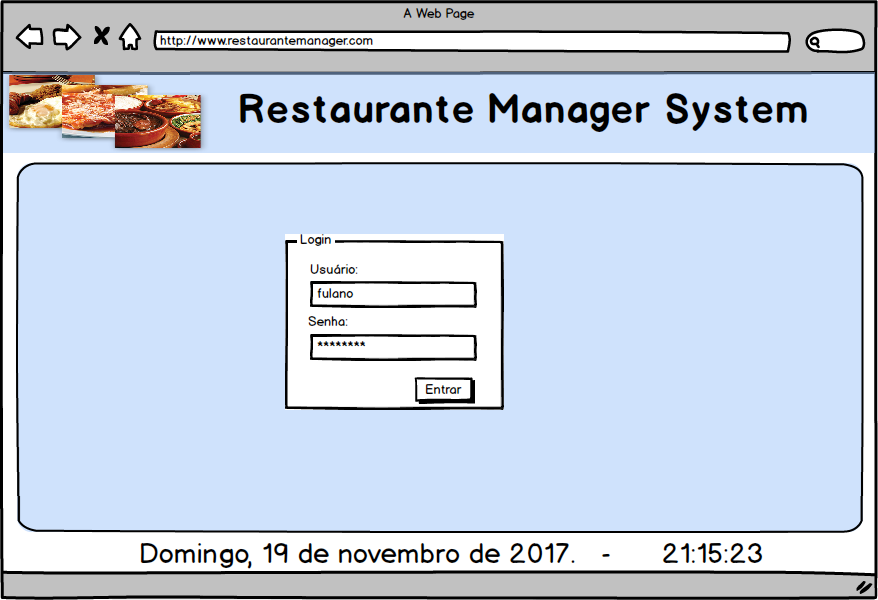 A Web Page
http://www.restaurantemanager.com
Restaurante Manager System
Login
Usuário:
fulano
Senha:
********
Entrar
Domingo, 19 de novembro de 2017. - 21:15:23